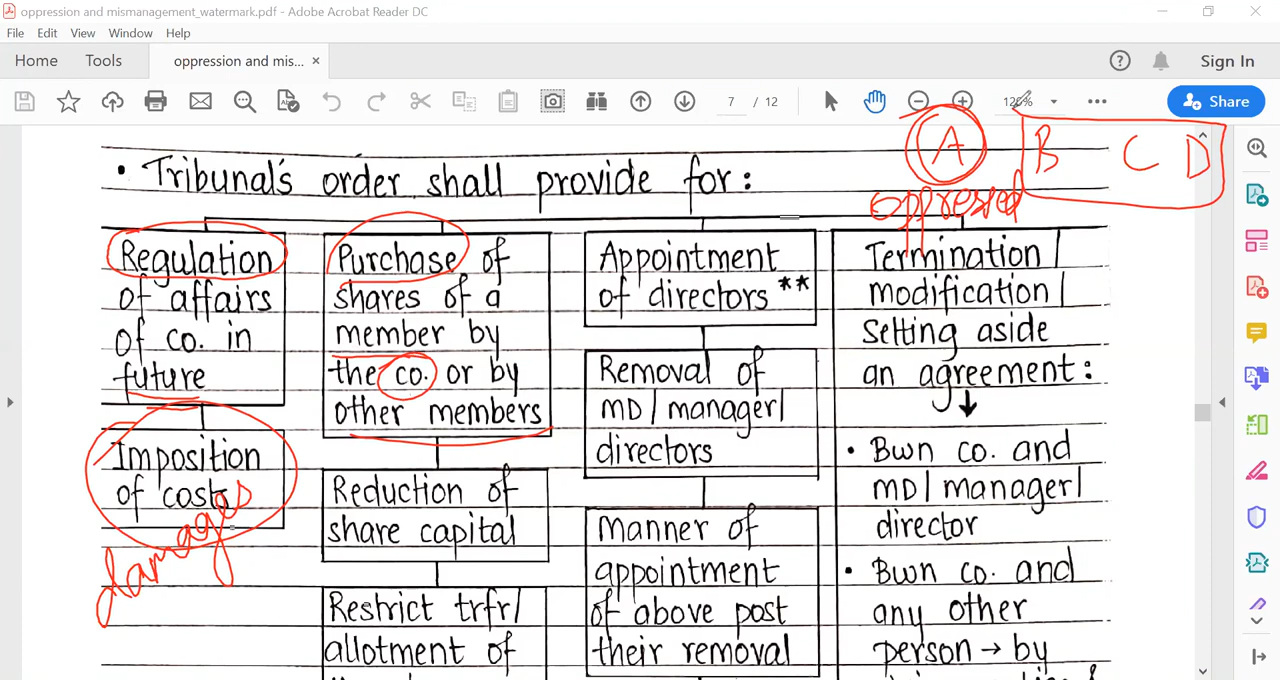 oppression and mismanagement_watermark.pdf - Adobe Acrobat Reader DC
File Edit View Window Help
Home Tools oppression and mis... × Sign In
7 / 12 120% Share
A B C D
oppressed
• Tribunal's order shall provide for:
Regulation
of affairs
of co. in
future
Imposition
of costs
damages
Purchase of
shares of a
member by
the co. or by
other members
Reduction of
share capital
Restrict trfr/
allotment of
Appointment
of directors **
Removal of
MD/manager/
directors
Manner of
appointment
of above post
their removal
Termination/
modification/
Setting aside
an agreement:
• Bwn co. and
MD/manager/
director
• Bwn co. and
any other
person → by